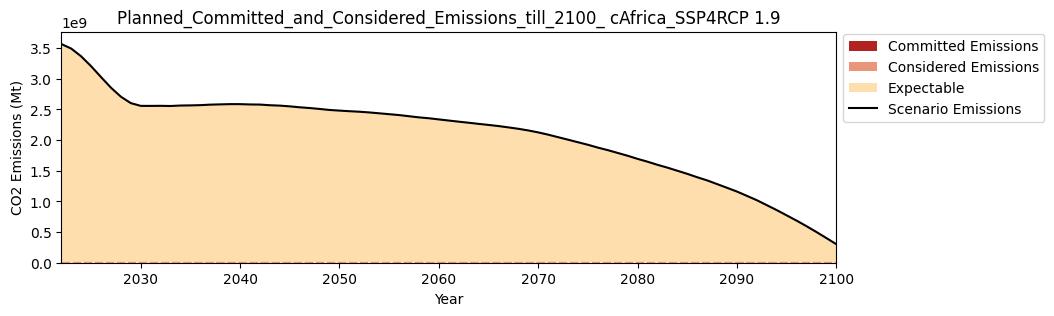 Planned_Committed_and_Considered_Emissions_till_2100_ cAfrica_SSP4RCP 1.9
1e9
3.5
3.0
2.5
2.0
1.5
1.0
0.5
0.0
CO2 Emissions (Mt)
2030
2040
2050
2060
2070
2080
2090
2100
Year
Committed Emissions
Considered Emissions
Expectable
Scenario Emissions